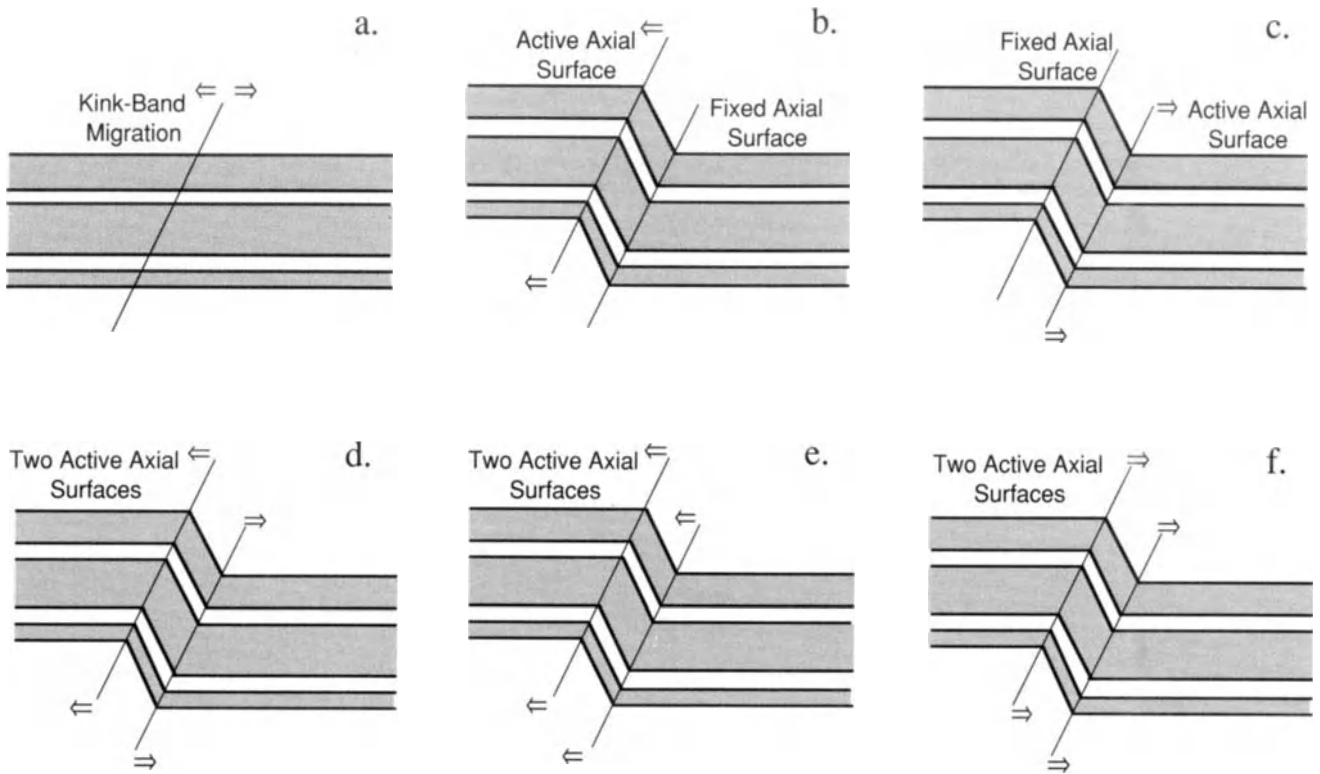 a.
Kink-Band
Migration
b.
Active Axial
Surface
Fixed Axial
Surface
c.
Fixed Axial
Surface
Active Axial
Surface
d.
Two Active Axial
Surfaces
e.
Two Active Axial
Surfaces
f.
Two Active Axial
Surfaces